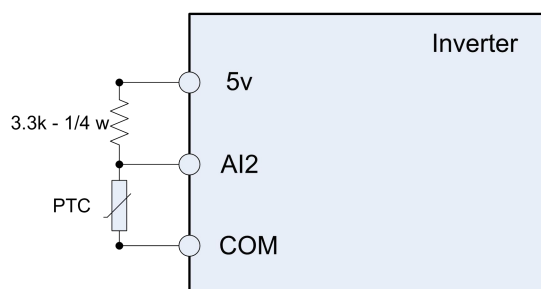 Inverter
5v
3.3k - 1/4 w
AI2
PTC
COM